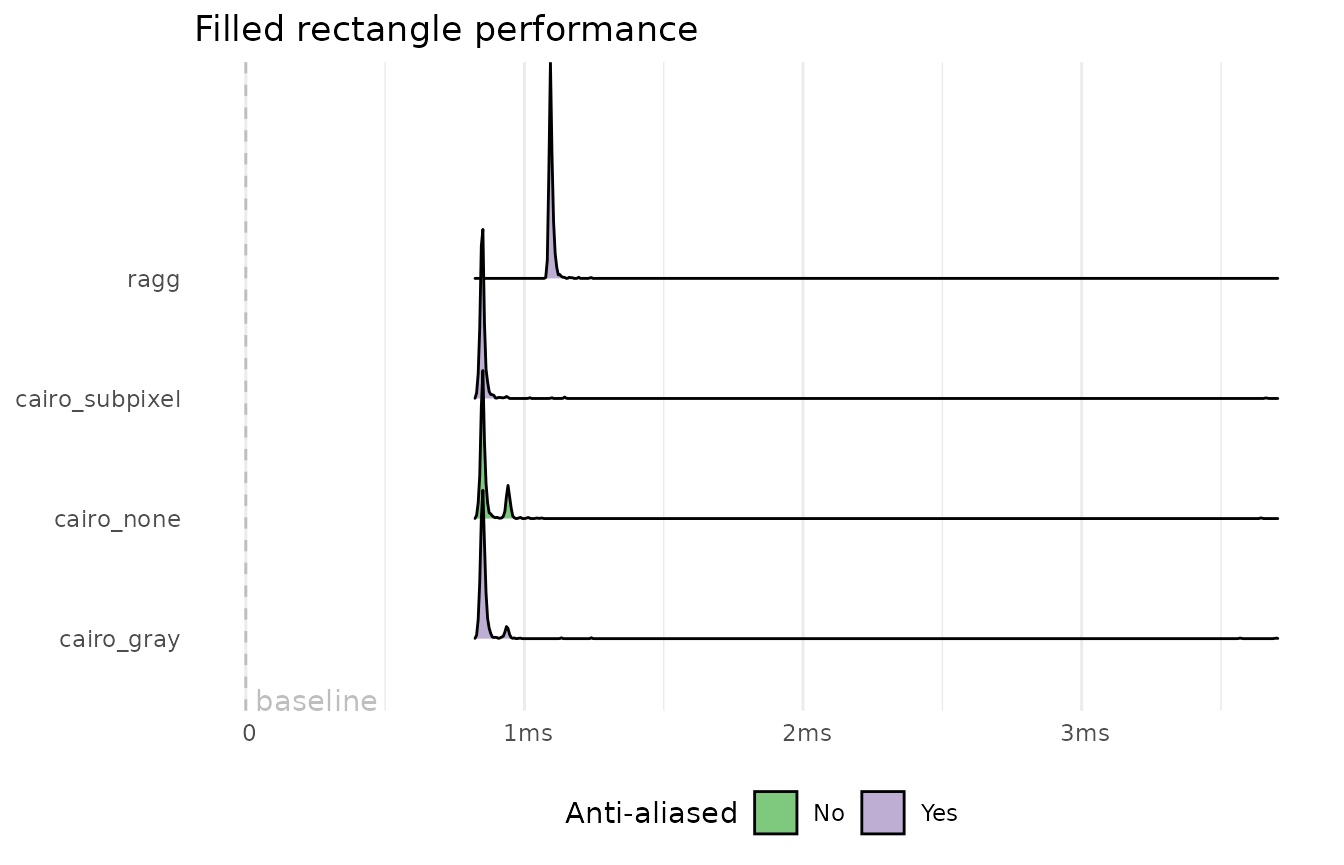 Filled rectangle performance
ragg
cairo_subpixel
cairo_none
cairo_gray
baseline
0 1ms 2ms 3ms
Anti-aliased No Yes